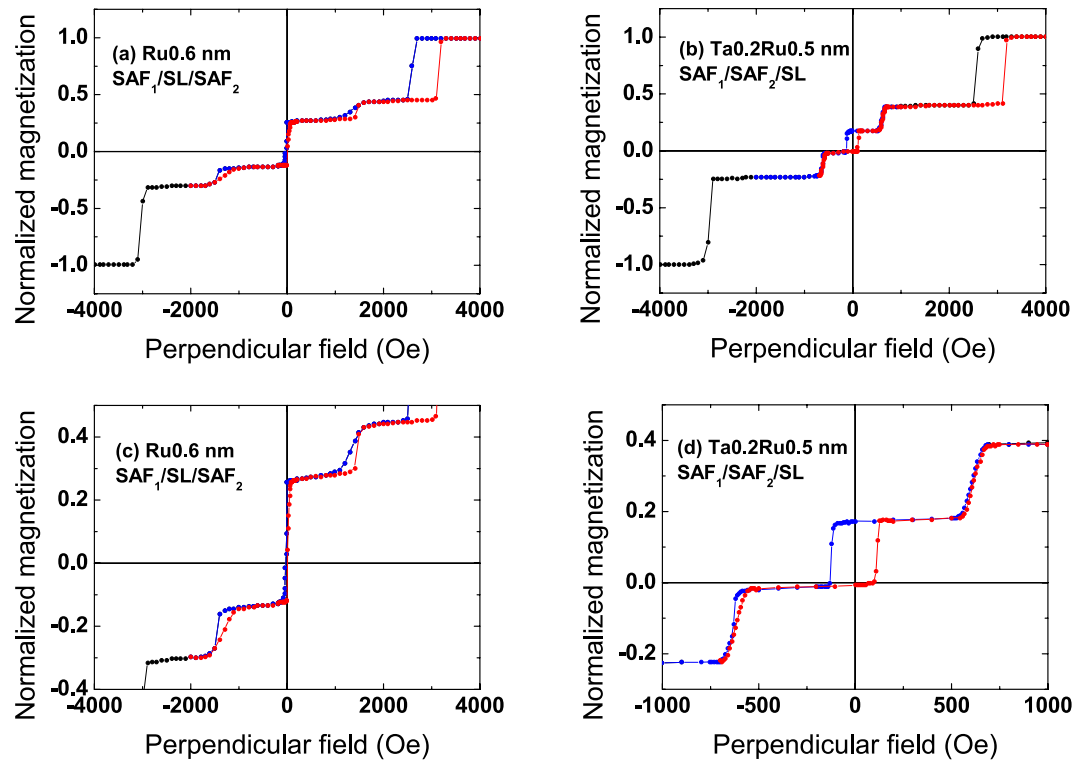 (a) Ru0.6 nm
SAF1/SL/SAF2
Normalized magnetization
1.0
0.5
0.0
-0.5
-1.0
-4000 -2000 0 2000 4000
Perpendicular field (Oe)
(b) Ta0.2Ru0.5 nm
SAF1/SAF2/SL
Normalized magnetization
1.0
0.5
0.0
-0.5
-1.0
-4000 -2000 0 2000 4000
Perpendicular field (Oe)
(c) Ru0.6 nm
SAF1/SL/SAF2
Normalized magnetization
0.4
0.2
0.0
-0.2
-0.4
-4000 -2000 0 2000 4000
Perpendicular field (Oe)
(d) Ta0.2Ru0.5 nm
SAF1/SAF2/SL
Normalized magnetization
0.4
0.2
0.0
-0.2
-1000 -500 0 500 1000
Perpendicular field (Oe)